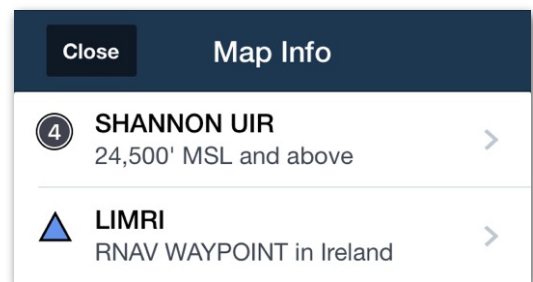 Close
Map Info
4
SHANNON UIR
24,500' MSL and above
LIMRI
RNAV WAYPOINT in Ireland